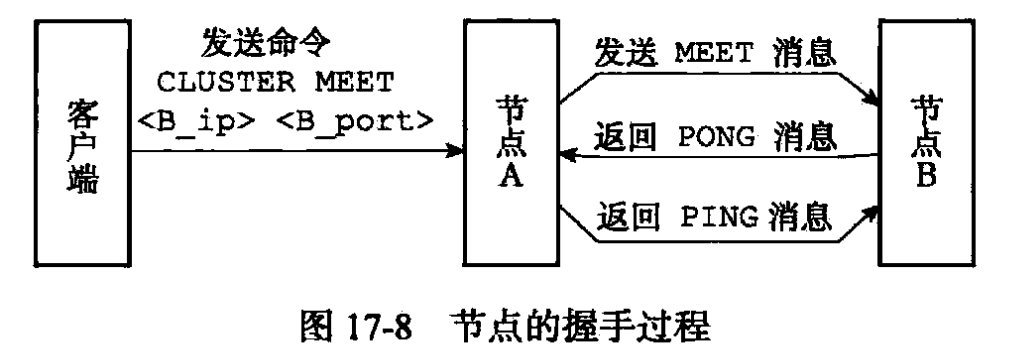 客户端
发送命令
CLUSTER MEET
<B_ip> <B_port>
节点A
发送 MEET 消息
返回 PONG 消息
返回 PING 消息
节点B
图 17-8 节点的握手过程